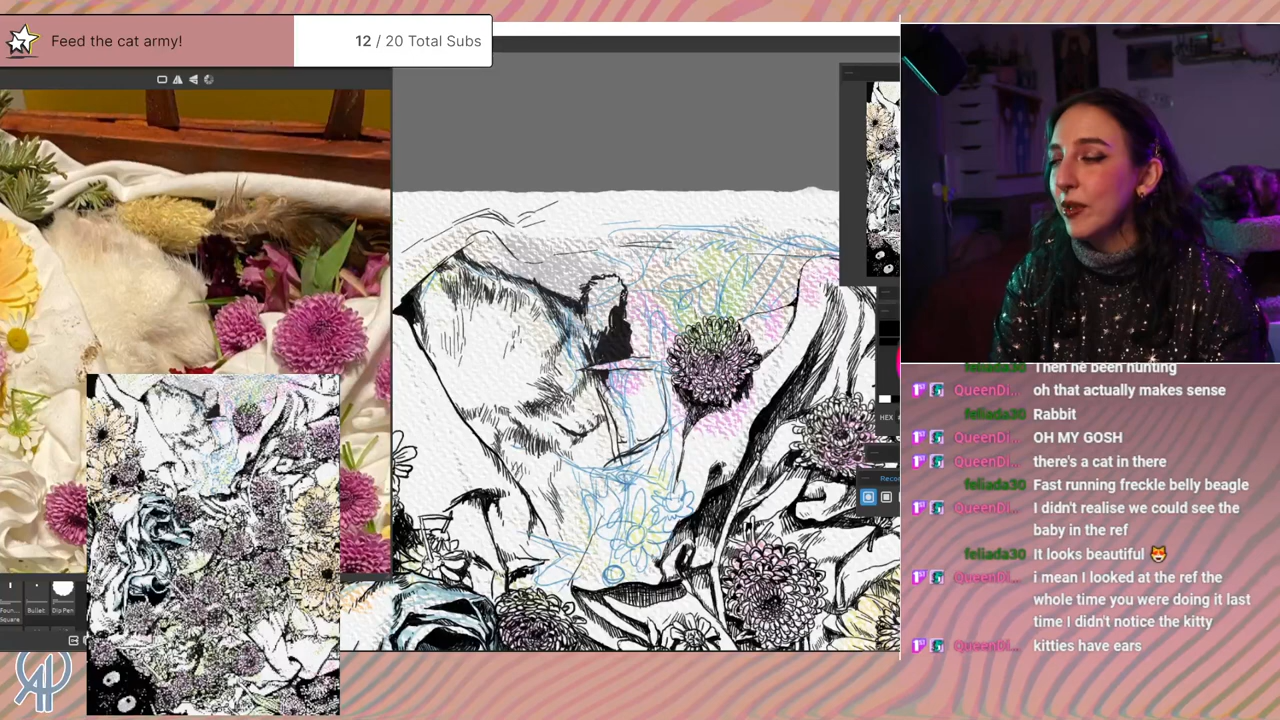 Feed the cat army!
12 / 20 Total Subs
Then he been hunting
QueenDi... oh that actually makes sense
feliada30 Rabbit
QueenDi... OH MY GOSH
QueenDi... there's a cat in there
feliada30 Fast running freckle belly beagle
QueenDi... I didn't realise we could see the
baby in the ref
feliada30 It looks beautiful
QueenDi... i mean I looked at the ref the
whole time you were doing it last
time I didn't notice the kitty
QueenDi... kitties have ears
HEX
Recor
Foun... Bullet Dip Pen
Square